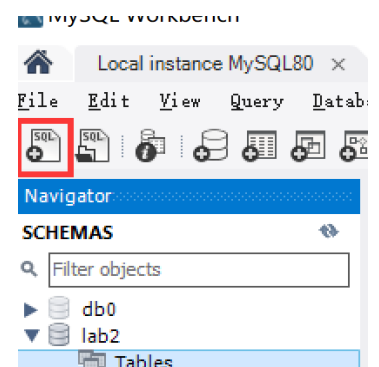 MySQL Workbench
Local instance MySQL80 ×
File Edit View Query Datab
SQL SQL
Navigator
SCHEMAS
Filter objects
db0
lab2
Tables